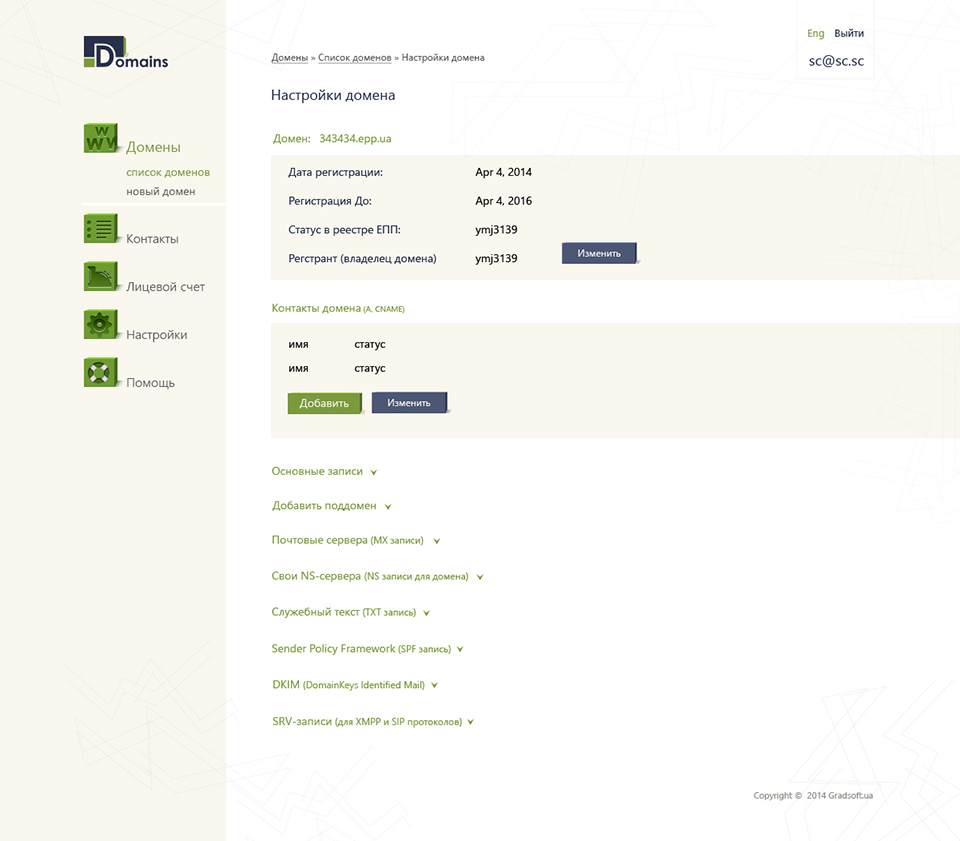 Domains
Eng Выйти
sc@sc.sc
Домены » Список доменов » Настройки домена
Настройки домена
WWW
Домены
список доменов
новый домен
Контакты
Лицевой счет
Настройки
Помощь
Домен: 343434.epp.ua
Дата регистрации: Apr 4, 2014
Регистрация До: Apr 4, 2016
Статус в реестре ЕПП: ymj3139
Регстрант (владелец домена) ymj3139 Изменить
Контакты домена (A, CNAME)
имя статус
имя статус
Добавить Изменить
Основные записи
Добавить поддомен
Почтовые сервера (MX записи)
Свои NS-сервера (NS записи для домена)
Служебный текст (TXT запись)
Sender Policy Framework (SPF запись)
DKIM (DomainKeys Identified Mail)
SRV-записи (для XMPP и SIP протоколов)
Copyright © 2014 Gradsoft.ua